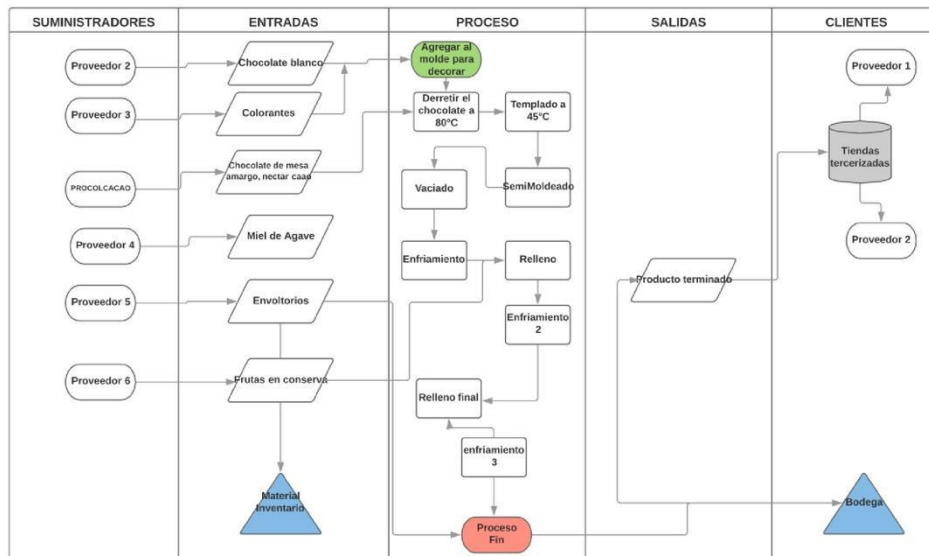 SUMINISTRADORES
ENTRADAS
PROCESO
SALIDAS
CLIENTES
Proveedor 2
Proveedor 3
PROCOLCACAO
Proveedor 4
Proveedor 5
Proveedor 6
Chocolate blanco
Colorantes
Chocolate de mesa
amargo, nectar caao
Miel de Agave
Envoltorios
Frutas en conserva
Material
Inventario
Agregar al
molde para
decorar
Derretir el
chocolate a
80°C
Templado a
45°C
SemiMoldeado
Vaciado
Enfriamiento
Relleno
Enfriamiento
2
Relleno final
enfriamiento
3
Proceso
Fin
Producto terminado
Proveedor 1
Tiendas
tercerizadas
Proveedor 2
Bodega